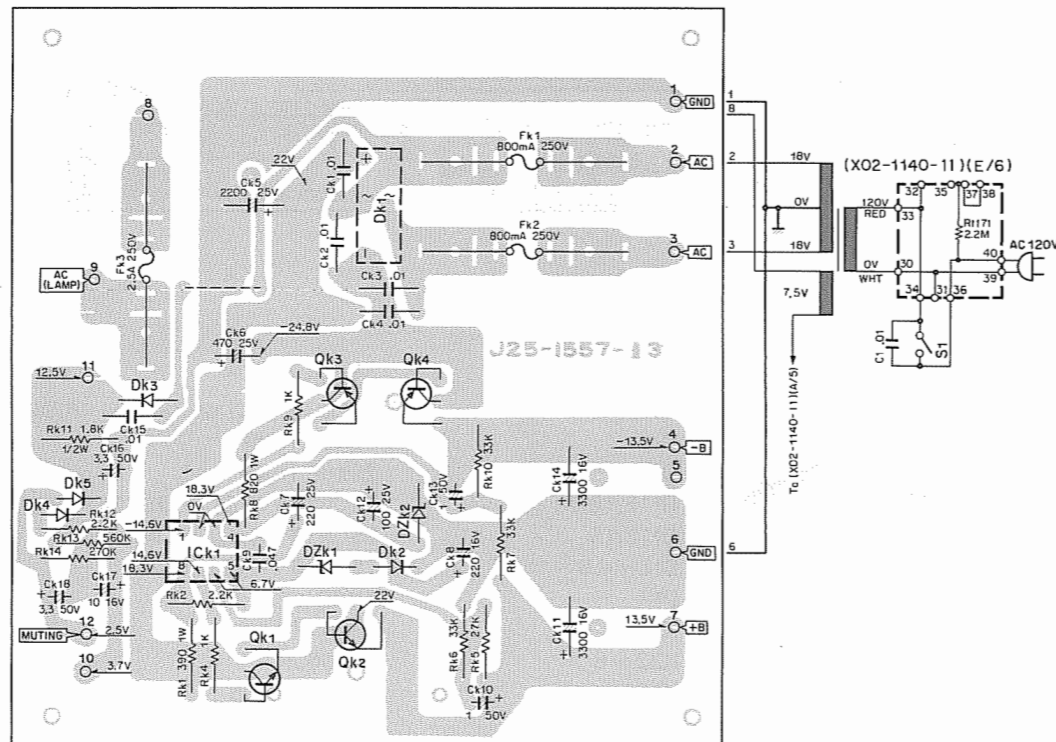 1
GND
1
8
8
Fk1
800mA 250V
2
AC
2
18V
(X02-1140-11)(E/6)
32
35
37
38
22V
Ck1 .01
Ck5
2200 25V
+
Dk1
~
~
0V
120V
RED
33
Rt171
2.2M
Fk3
2.5A 250V
Ck2 .01
Fk2
800mA 250V
3
AC
3
18V
0V
WHT
30
40
39
AC 120V
AC
(LAMP)
9
Ck3 .01
Ck4 .01
7.5V
34
31
36
Ck6
470 25V
+
-24.8V
J25-1557-13
C1 .01
S1
To (X02-1140-11)(A/5)
12.5V
11
Dk3
Qk3
Qk4
Rk9 1K
Ck15
.01
Rk11 1.8K
1/2W
Ck16
3.3 50V
+
-13.5V
4
-B
5
Rk10 33K
Dk5
Dk4
Rk8 820 1W
18.3V
0V
Ck7
220 25V
+
Ck12
100 25V
+
Ck13
1 50V
+
DZk2
Ck14
3300 16V
+
Rk12
2.2K
-14.6V
Rk13
560K
Rk14
270K
1
4
ICk1
8
5
14.6V
18.3V
6.7V
Ck9
.047
DZk1
Dk2
Ck8
220 16V
+
Rk7 33K
6
GND
6
Ck18
3.3 50V
+
Ck17
10 16V
+
Rk2
2.2K
22V
MUTING
12
2.5V
Rk1 390 1W
Rk4 1K
Qk1
Qk2
Rk6 33K
Rk5 27K
Ck11
3300 16V
+
13.5V
7
+B
10
3.7V
Ck10
1 50V
+